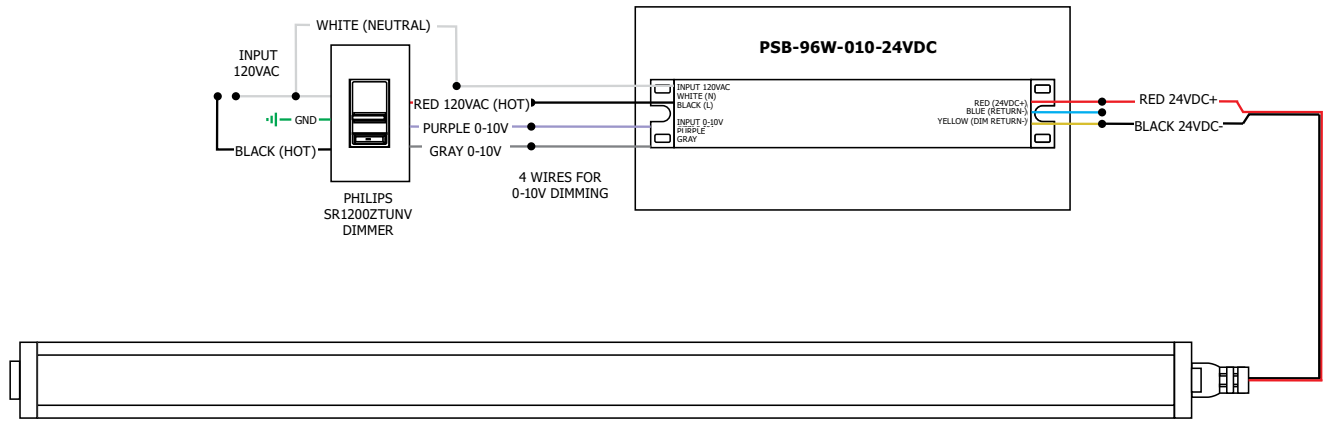 WHITE (NEUTRAL)
INPUT
120VAC
GND
BLACK (HOT)
PHILIPS
SR1200ZTUNV
DIMMER
RED 120VAC (HOT)
PURPLE 0-10V
GRAY 0-10V
4 WIRES FOR
0-10V DIMMING
PSB-96W-010-24VDC
INPUT 120VAC
WHITE (N)
BLACK (L)
INPUT 0-10V
PURPLE
GRAY
RED (24VDC+)
BLUE (RETURN-)
YELLOW (DIM RETURN-)
RED 24VDC+
BLACK 24VDC-